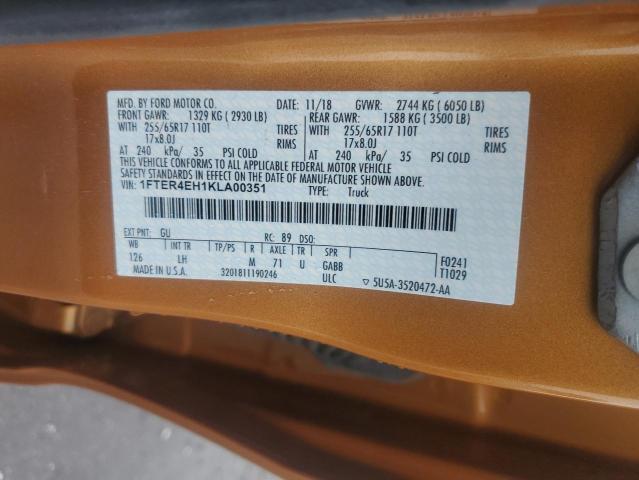 MFD. BY FORD MOTOR CO. DATE: 11/18 GVWR: 2744 KG ( 6050 LB)
FRONT GAWR: 1329 KG ( 2930 LB) REAR GAWR: 1588 KG ( 3500 LB)
WITH 255/65R17 110T TIRES WITH 255/65R17 110T TIRES
17x8.0J RIMS 17x8.0J RIMS
AT 240 kPa/ 35 PSI COLD AT 240 kPa/ 35 PSI COLD
THIS VEHICLE CONFORMS TO ALL APPLICABLE FEDERAL MOTOR VEHICLE
SAFETY STANDARDS IN EFFECT ON THE DATE OF MANUFACTURE SHOWN ABOVE.
VIN: 1FTER4EH1KLA00351 TYPE: Truck
EXT PNT: GU RC: 89 DSO: F0241
WB INT TR TP/PS R AXLE TR SPR T1029
126 LH M 71 U GABB
MADE IN U.S.A. 3201811190246 ULC 5U5A-3520472-AA